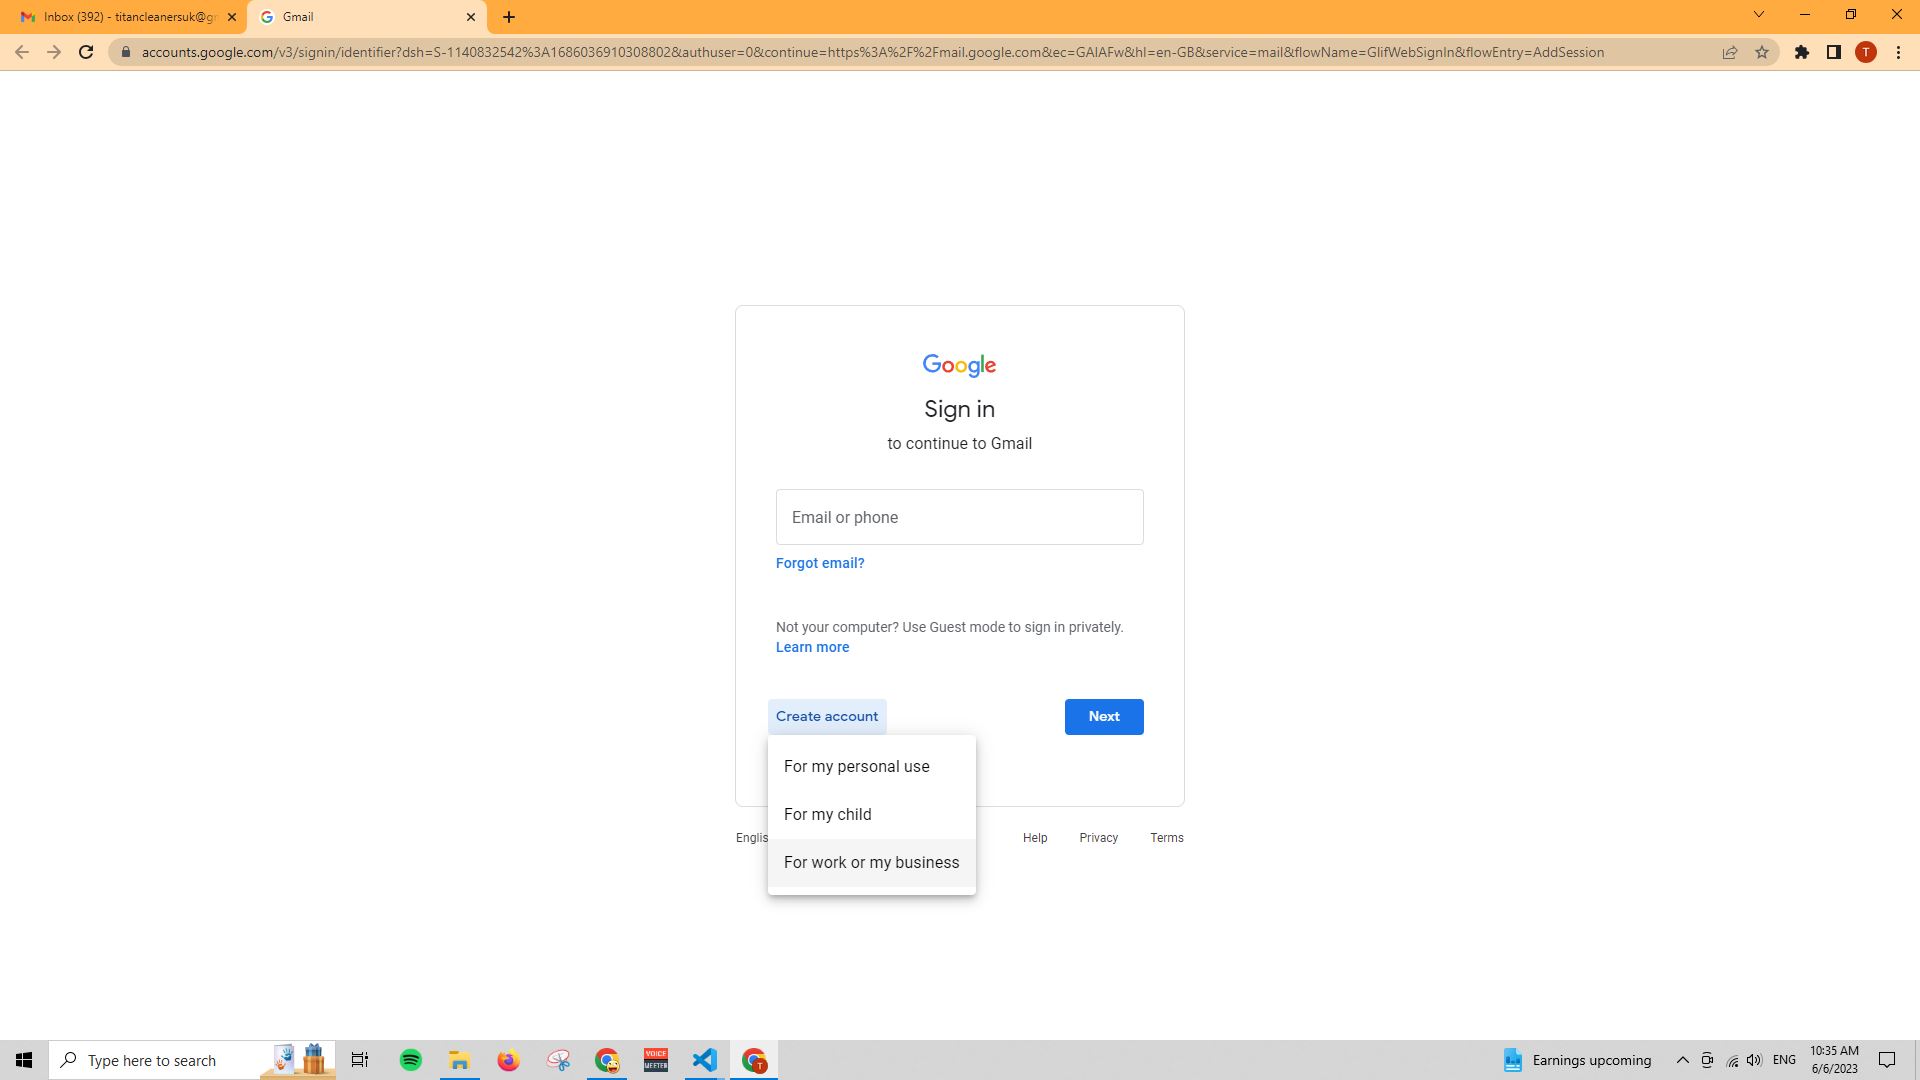 Inbox (392) - titancleanersuk@gm
Gmail
accounts.google.com/v3/signin/identifier?dsh=S-1140832542%3A1686036910308802&authuser=0&continue=https%3A%2F%2Fmail.google.com&ec=GAlAFw&hl=en-GB&service=mail&flowName=GlifWebSignIn&flowEntry=AddSession
T
Google
Sign in
to continue to Gmail
Email or phone
Forgot email?
Not your computer? Use Guest mode to sign in privately.
Learn more
Create account
Next
For my personal use
For my child
Englis
Help
Privacy
Terms
For work or my business
Type here to search
VOICE
MEETER
T
Earnings upcoming
ENG
10:35 AM
6/6/2023